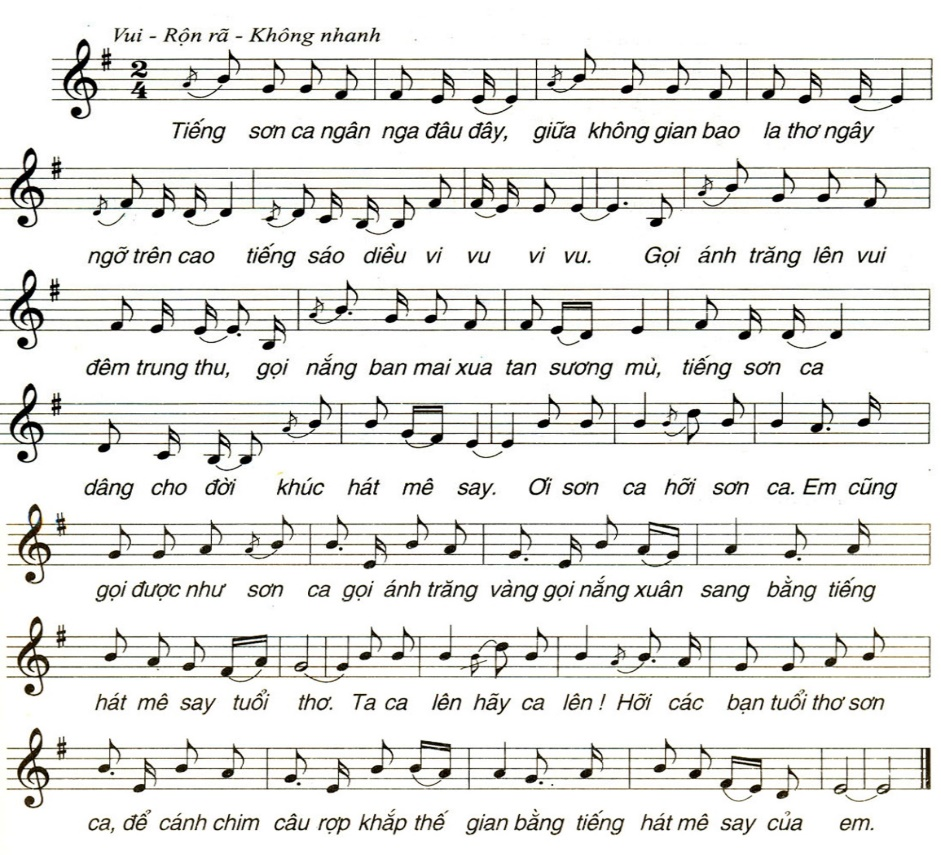 Vui - Rộn rã - Không nhanh
2
4
Tiếng sơn ca ngân nga đâu đây, giữa không gian bao la thơ ngây
ngỡ trên cao tiếng sáo diều vi vu vi vu. Gọi ánh trăng lên vui
đêm trung thu, gọi nắng ban mai xua tan sương mù, tiếng sơn ca
dâng cho đời khúc hát mê say. Ơi sơn ca hỡi sơn ca. Em cũng
gọi được như sơn ca gọi ánh trăng vàng gọi nắng xuân sang bằng tiếng
hát mê say tuổi thơ. Ta ca lên hãy ca lên ! Hỡi các bạn tuổi thơ sơn
ca, để cánh chim câu rợp khắp thế gian bằng tiếng hát mê say của em.